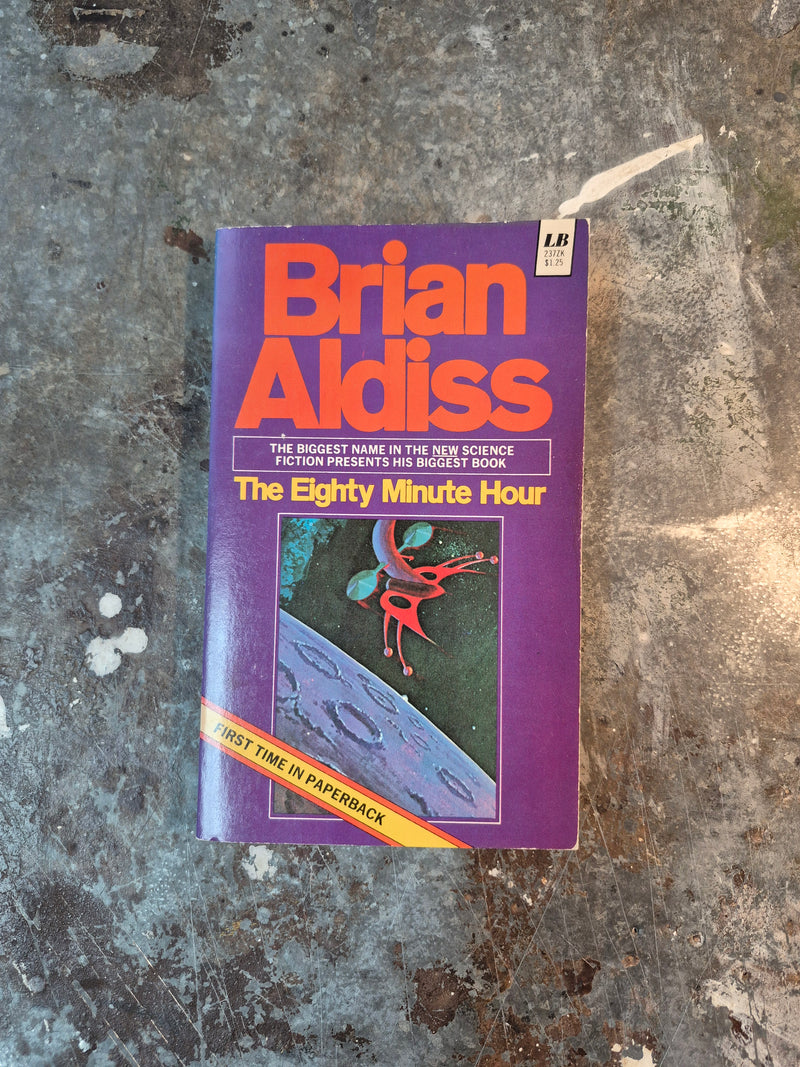 LB
237ZK
$1.25
Brian
Aldiss
THE BIGGEST NAME IN THE NEW SCIENCE
FICTION PRESENTS HIS BIGGEST BOOK
The Eighty Minute Hour
FIRST TIME IN PAPERBACK